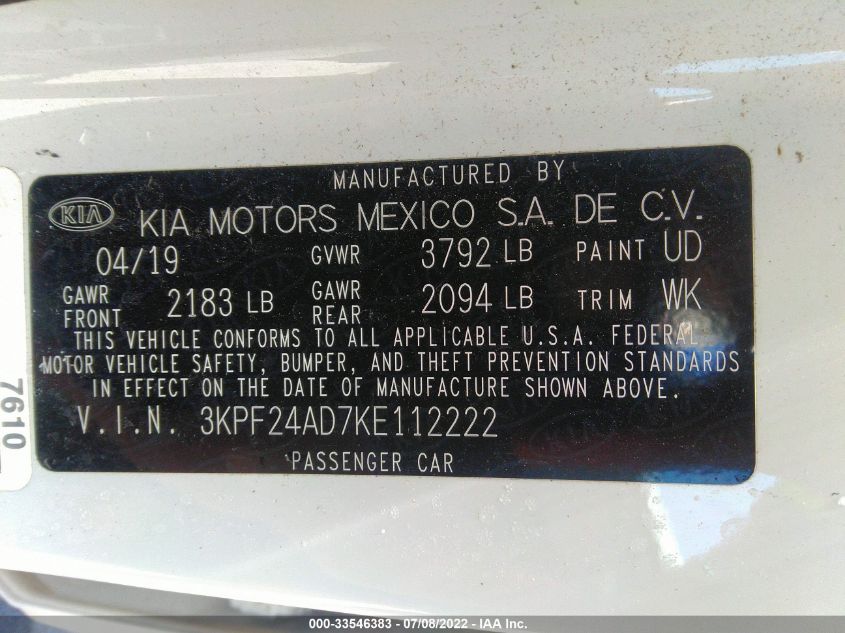 MANUFACTURED BY
KIA KIA MOTORS MEXICO S.A. DE C.V.
04/19 GVWR 3792 LB PAINT UD
GAWR FRONT 2183 LB GAWR REAR 2094 LB TRIM WK
THIS VEHICLE CONFORMS TO ALL APPLICABLE U.S.A. FEDERAL
MOTOR VEHICLE SAFETY, BUMPER, AND THEFT PREVENTION STANDARDS
IN EFFECT ON THE DATE OF MANUFACTURE SHOWN ABOVE.
V.I.N. 3KPF24AD7KE112222
PASSENGER CAR
7610
000-33546383 - 07/08/2022 - IAA Inc.